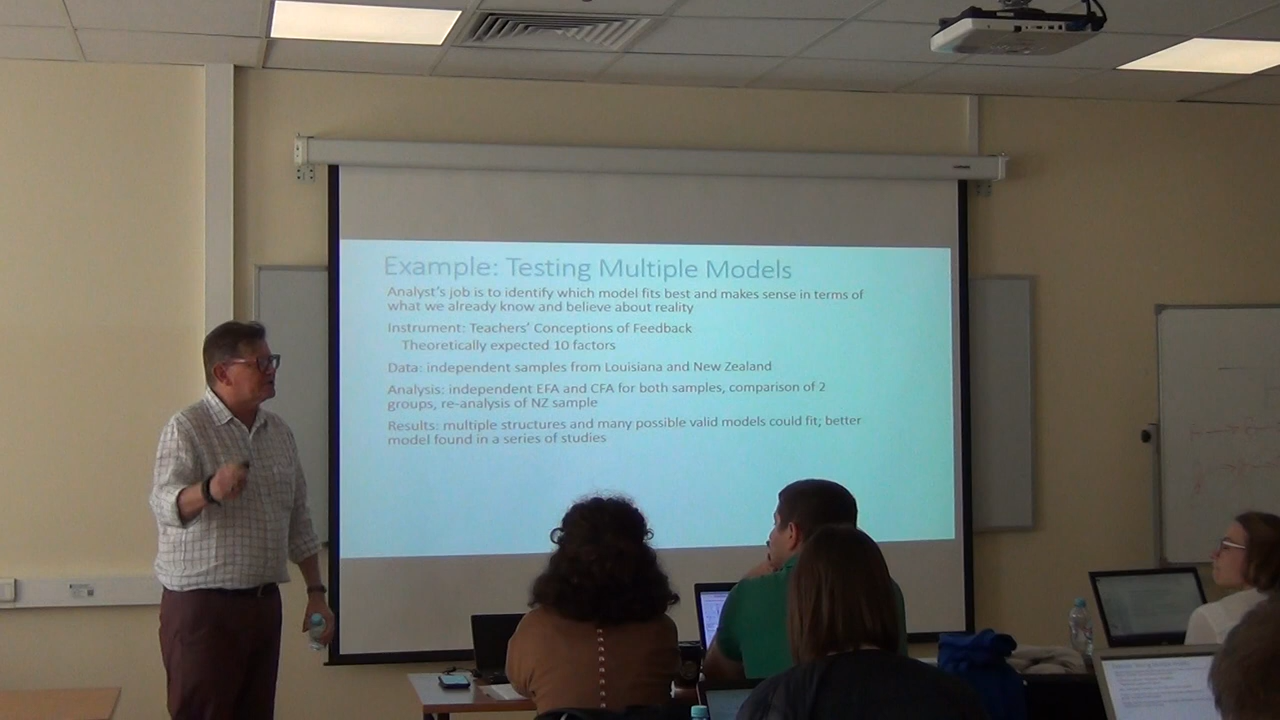 Example: Testing Multiple Models
Analyst's job is to identify which model fits best and makes sense in terms of
what we already know and believe about reality
Instrument: Teachers' Conceptions of Feedback
Theoretically expected 10 factors
Data: independent samples from Louisiana and New Zealand
Analysis: independent EFA and CFA for both samples, comparison of 2
groups, re-analysis of NZ sample
Results: multiple structures and many possible valid models could fit; better
model found in a series of studies